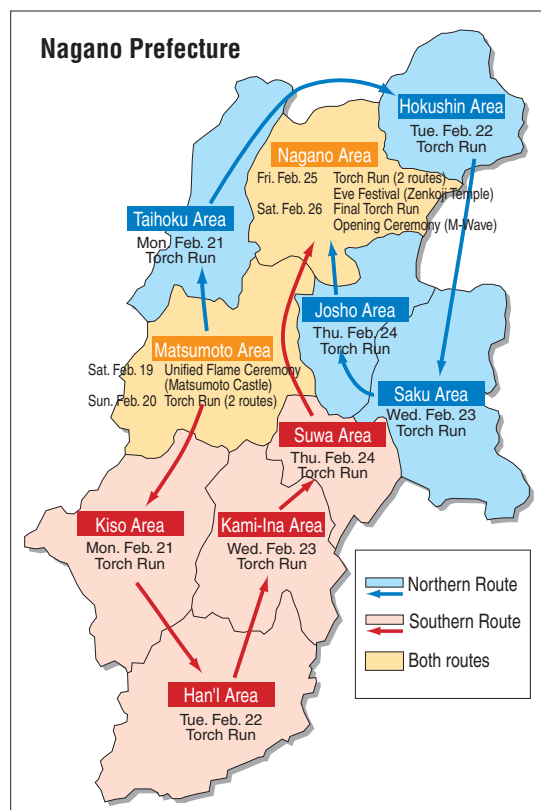 Nagano Prefecture
Hokushin Area
Tue. Feb. 22
Torch Run
Nagano Area
Fri. Feb. 25 Torch Run (2 routes)
Eve Festival (Zenkoji Temple)
Sat. Feb. 26 Final Torch Run
Opening Ceremony (M-Wave)
Taihoku Area
Mon. Feb. 21
Torch Run
Josho Area
Thu. Feb. 24
Torch Run
Matsumoto Area
Sat. Feb. 19 Unified Flame Ceremony
(Matsumoto Castle)
Sun. Feb. 20 Torch Run (2 routes)
Saku Area
Wed. Feb. 23
Torch Run
Suwa Area
Thu. Feb. 24
Torch Run
Kiso Area
Mon. Feb. 21
Torch Run
Kami-Ina Area
Wed. Feb. 23
Torch Run
Han'l Area
Tue. Feb. 22
Torch Run
Northern Route
Southern Route
Both routes